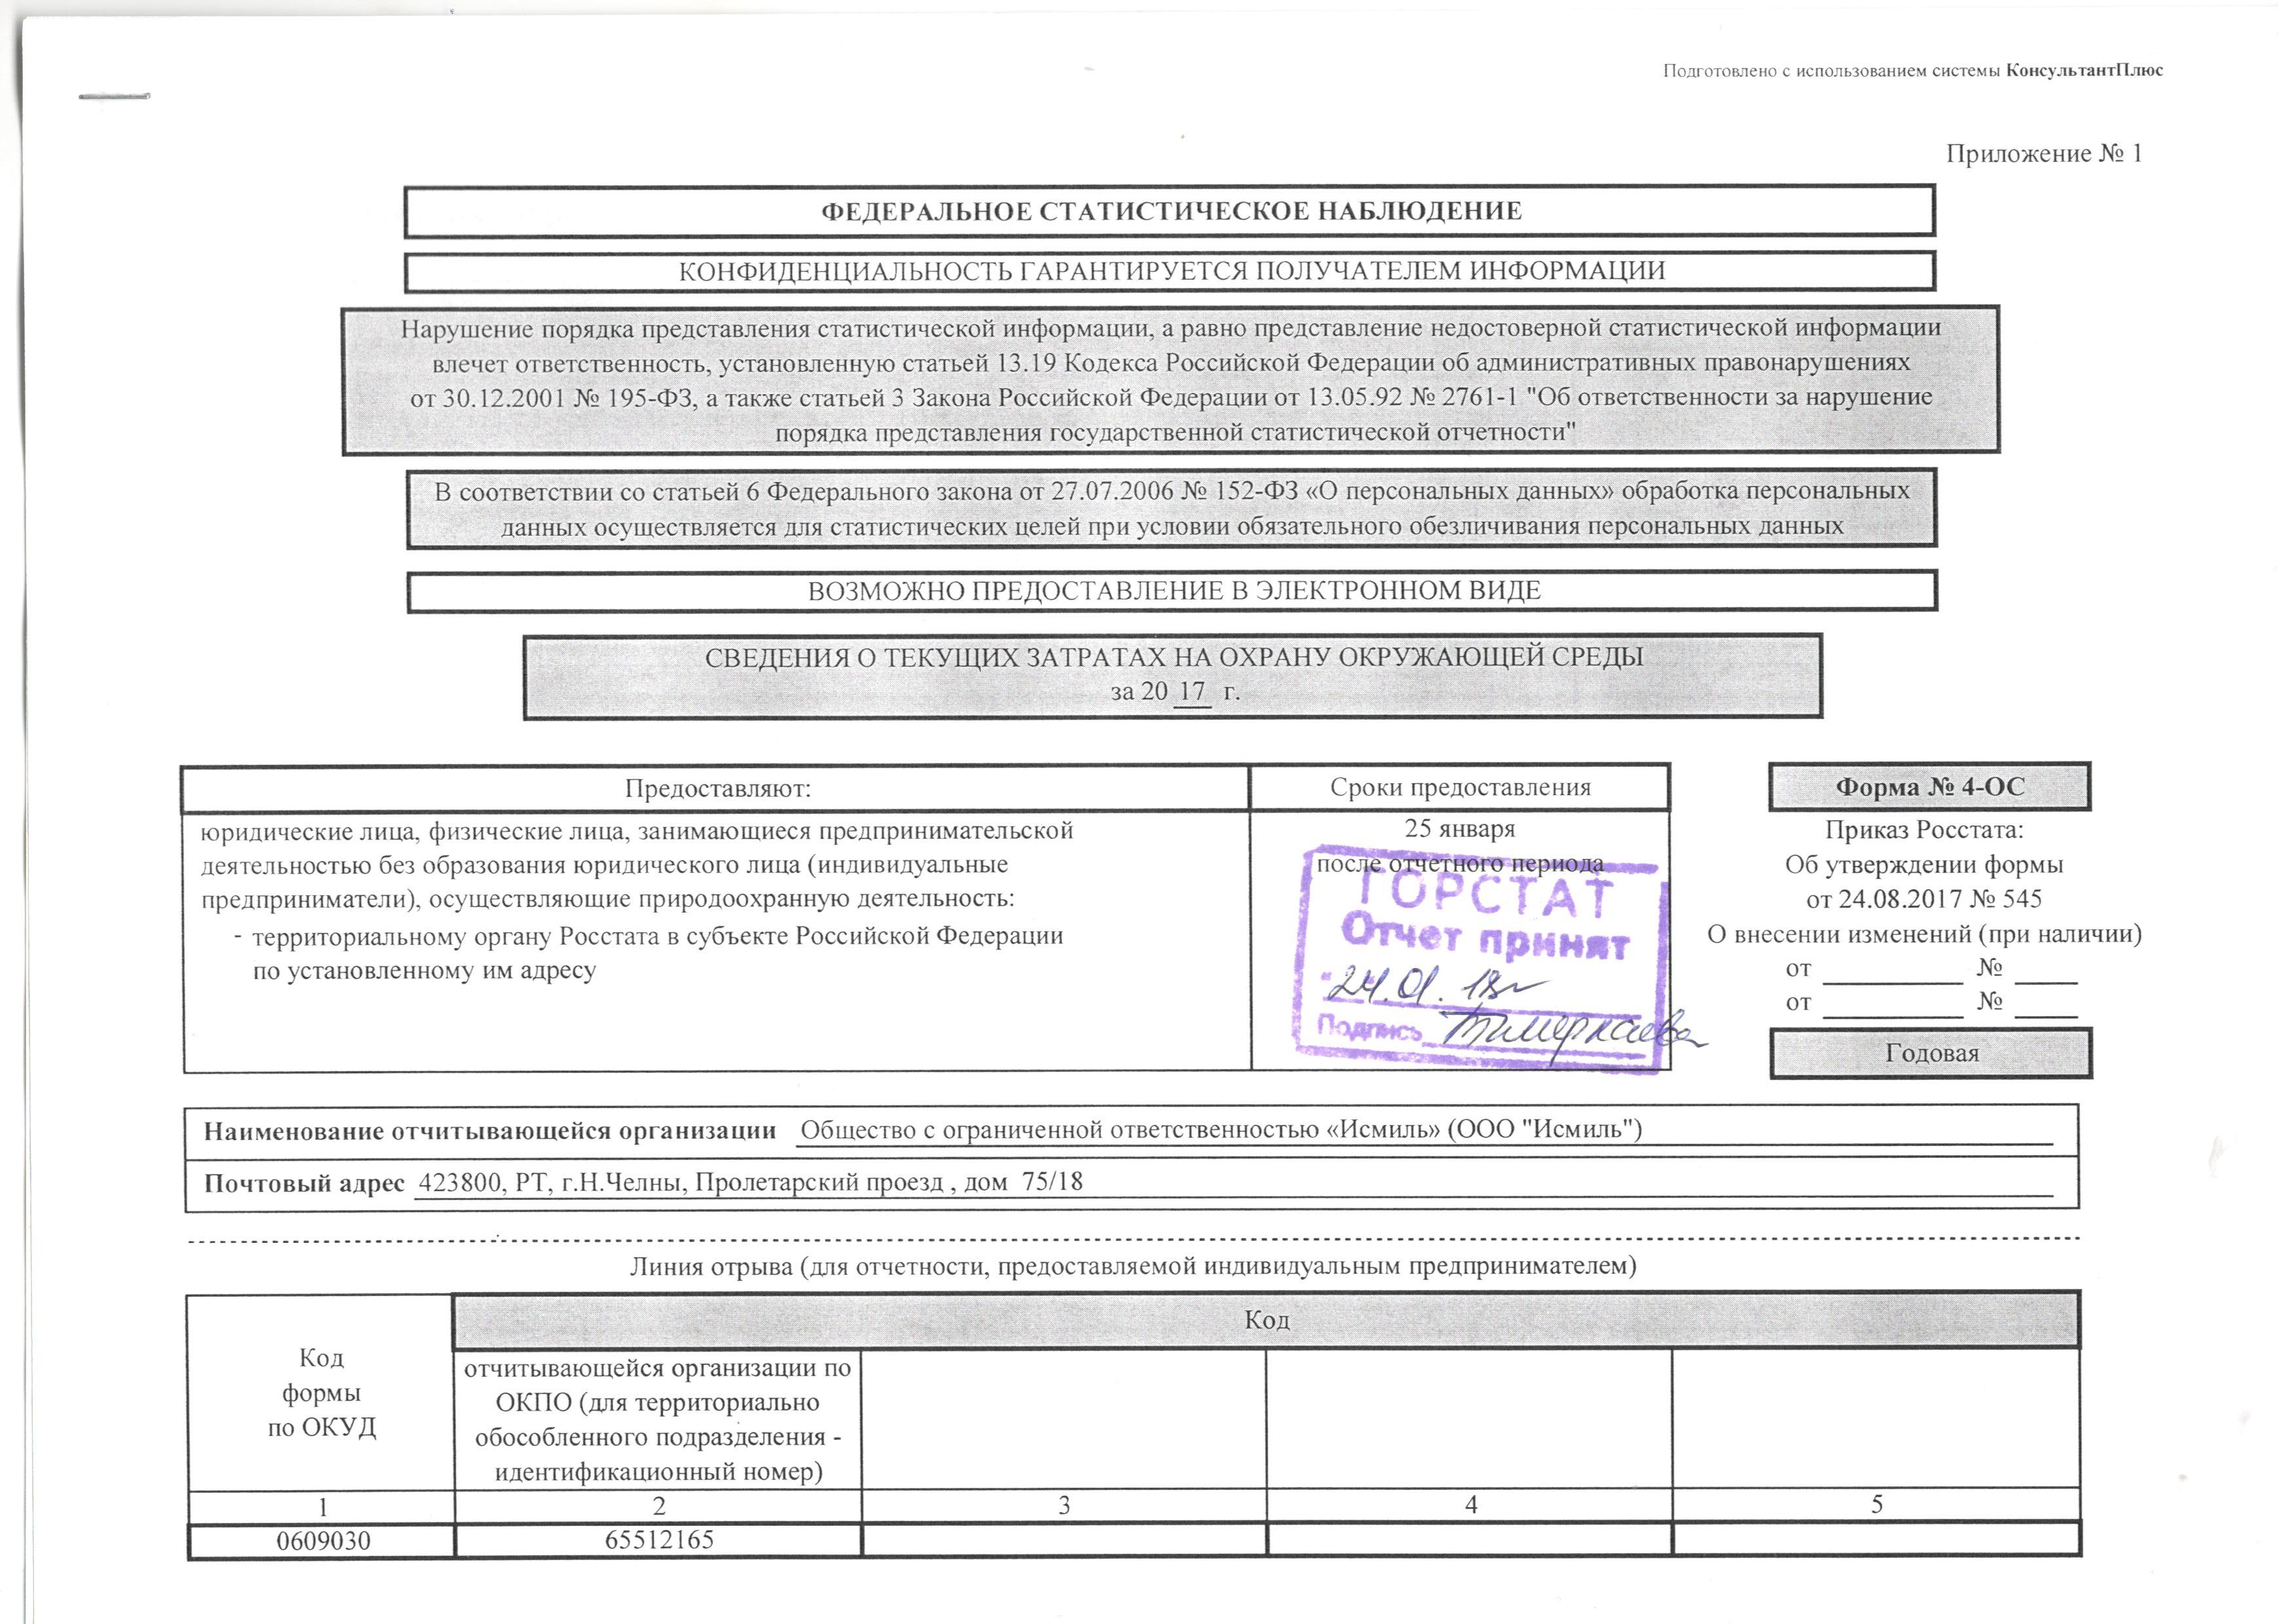 Подготовлено с использованием системы КонсультантПлюс
Приложение № 1
ФЕДЕРАЛЬНОЕ СТАТИСТИЧЕСКОЕ НАБЛЮДЕНИЕ
КОНФИДЕНЦИАЛЬНОСТЬ ГАРАНТИРУЕТСЯ ПОЛУЧАТЕЛЕМ ИНФОРМАЦИИ
Нарушение порядка представления статистической информации, а равно представление недостоверной статистической информации
влечет ответственность, установленную статьей 13.19 Кодекса Российской Федерации об административных правонарушениях
от 30.12.2001 № 195-ФЗ, а также статьей 3 Закона Российской Федерации от 13.05.92 № 2761-1 "Об ответственности за нарушение
порядка представления государственной статистической отчетности"
В соответствии со статьей 6 Федерального закона от 27.07.2006 № 152-ФЗ «О персональных данных» обработка персональных
данных осуществляется для статистических целей при условии обязательного обезличивания персональных данных
ВОЗМОЖНО ПРЕДОСТАВЛЕНИЕ В ЭЛЕКТРОННОМ ВИДЕ
СВЕДЕНИЯ О ТЕКУЩИХ ЗАТРАТАХ НА ОХРАНУ ОКРУЖАЮЩЕЙ СРЕДЫ
за 20 17 г.
Предоставляют:
юридические лица, физические лица, занимающиеся предпринимательской
деятельностью без образования юридического лица (индивидуальные
предприниматели), осуществляющие природоохранную деятельность:
- территориальному органу Росстата в субъекте Российской Федерации
по установленному им адресу
Сроки предоставления
25 января
после отчетного периода
ГОРСТАТ
Отчет принят
24.01.18г
Подпись
Форма № 4-ОС
Приказ Росстата:
Об утверждении формы
от 24.08.2017 № 545
О внесении изменений (при наличии)
от № 
от № 
Годовая
Наименование отчитывающейся организации Общество с ограниченной ответственностью «Исмиль» (ООО "Исмиль")
Почтовый адрес 423800, РТ, г.Н.Челны, Пролетарский проезд , дом 75/18
Линия отрыва (для отчетности, предоставляемой индивидуальным предпринимателем)
Код
формы
по ОКУД
Код
отчитывающейся организации по
ОКПО (для территориально
обособленного подразделения -
идентификационный номер)
1 2 3 4 5
0609030 65512165